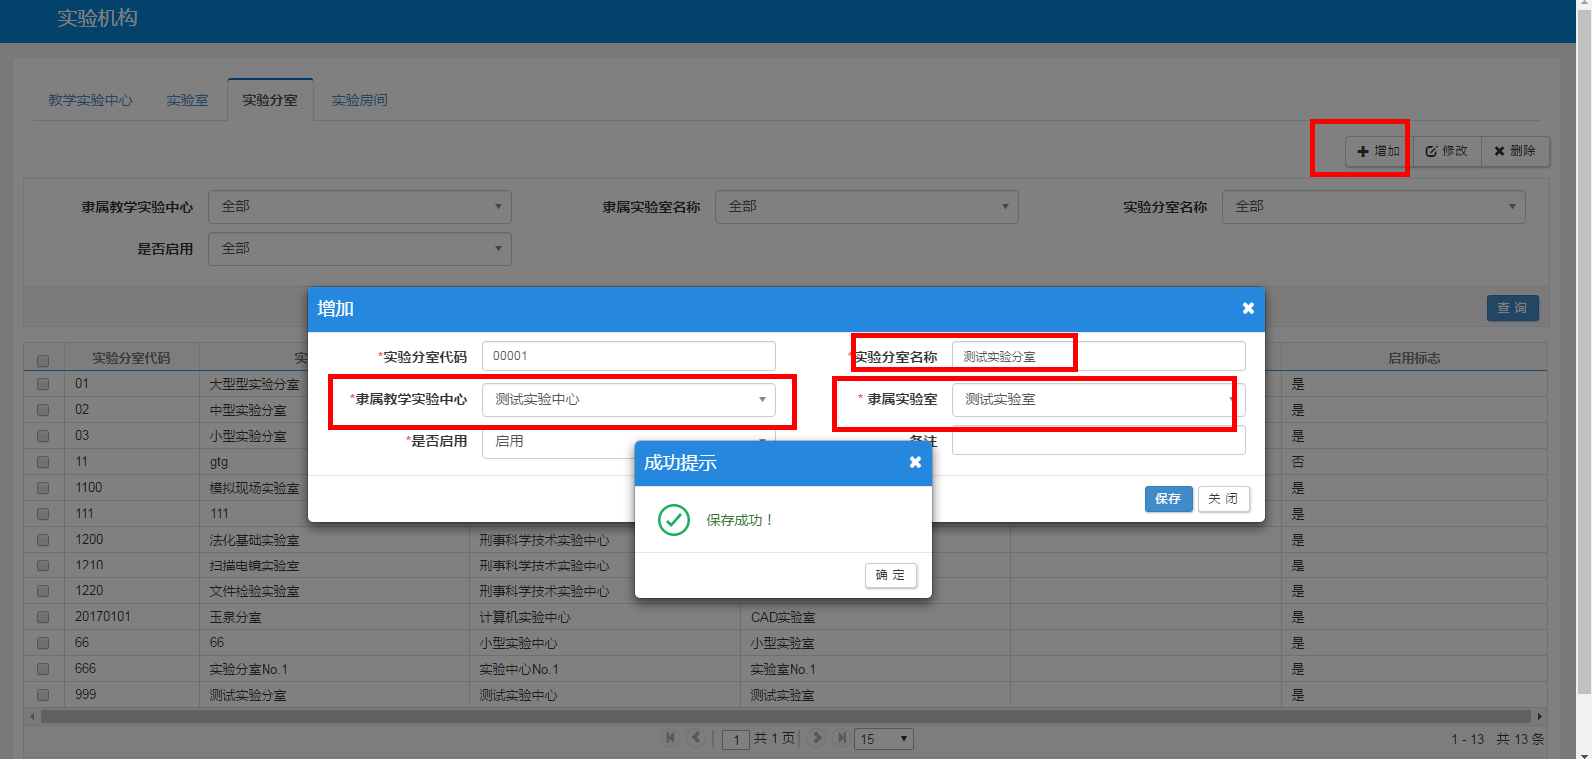 实验机构
教学实验中心 实验室 实验分室 实验房间
增加 修改 删除
隶属教学实验中心 全部 隶属实验室名称 全部 实验分室名称 全部
是否启用 全部
查 询
增加
*实验分室代码 00001 *实验分室名称 测试实验分室
*隶属教学实验中心 测试实验中心 * 隶属实验室 测试实验室
*是否启用 启用 备注
保存 关 闭
成功提示
保存成功！
确 定
实验分室代码 启用标志
01 大型型实验分室 是
02 中型实验分室 是
03 小型实验分室 是
11 gtg 否
1100 模拟现场实验室 是
111 111 是
1200 法化基础实验室 刑事科学技术实验中心 是
1210 扫描电镜实验室 刑事科学技术实验中心 是
1220 文件检验实验室 刑事科学技术实验中心 是
20170101 玉泉分室 计算机实验中心 CAD实验室 是
66 66 小型实验中心 小型实验室 是
666 实验分室No.1 实验中心No.1 实验室No.1 是
999 测试实验分室 测试实验中心 测试实验室 是
1 共 1 页 15 1 - 13 共 13 条